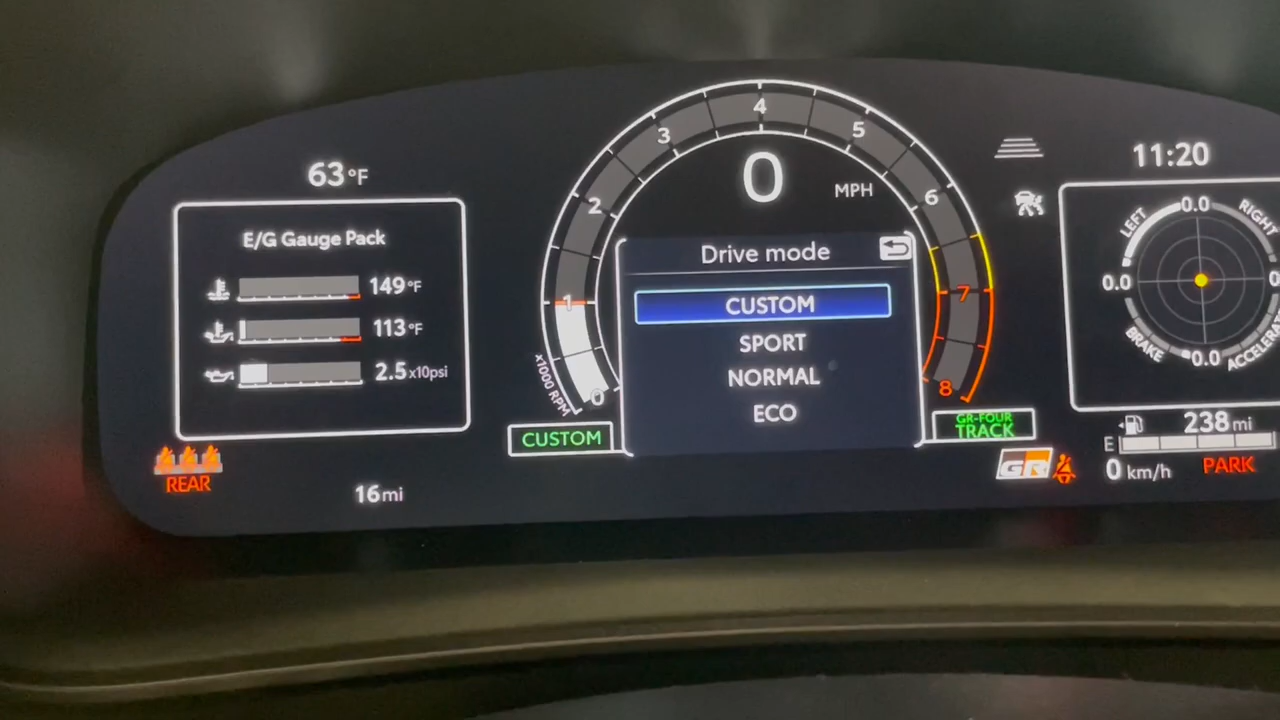 63°F
E/G Gauge Pack
149°F
113°F
2.5x10psi
REAR
16mi
CUSTOM
x1000 RPM
0
1
2
3
4
5
6
7
8
0 MPH
Drive mode
CUSTOM
SPORT
NORMAL
ECO
GR-FOUR
TRACK
GR
11:20
0.0
LEFT
RIGHT
0.0
BRAKE
0.0
238 mi
E
0 km/h
PARK